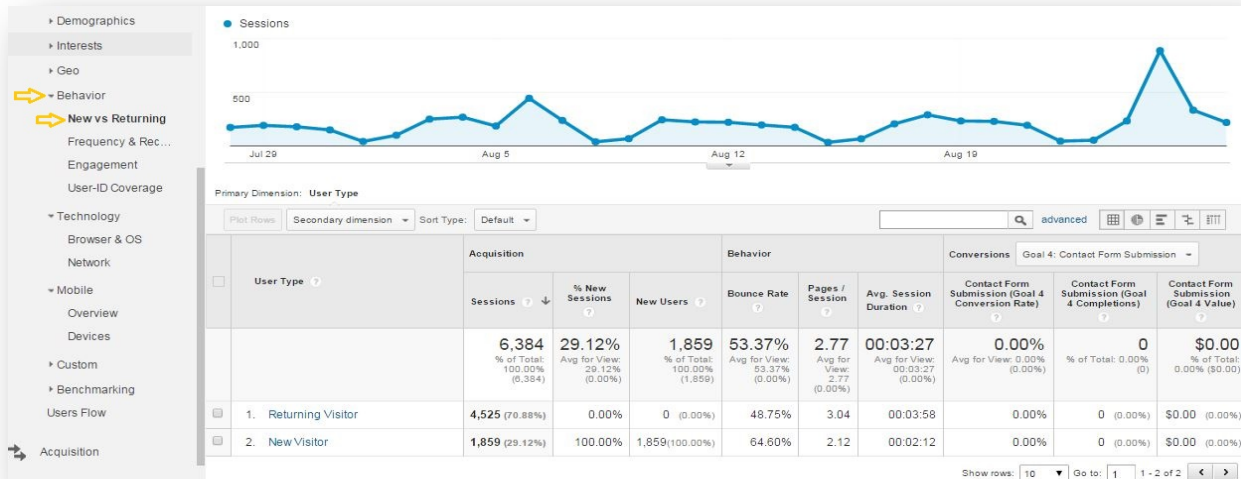 Demographics
Interests
Geo
Behavior
New vs Returning
Frequency & Rec...
Engagement
User-ID Coverage
Technology
Browser & OS
Network
Mobile
Overview
Devices
Custom
Benchmarking
Users Flow
Acquisition
Sessions
1,000
500
Jul 29 Aug 5 Aug 12 Aug 19
Primary Dimension: User Type
Plot Rows Secondary dimension Sort Type: Default advanced
Acquisition Behavior Conversions Goal 4: Contact Form Submission
User Type ?
Sessions ?
% New
Sessions
?
New Users ?
Bounce Rate
?
Pages /
Session
?
Avg. Session
Duration ?
Contact Form
Submission (Goal 4
Conversion Rate)
?
Contact Form
Submission (Goal
4 Completions)
?
Contact Form
Submission
(Goal 4 Value)
?
6,384
% of Total:
100.00%
(6,384)
29.12%
Avg for View:
29.12%
(0.00%)
1,859
% of Total:
100.00%
(1,859)
53.37%
Avg for View:
53.37%
(0.00%)
2.77
Avg for
View:
2.77
(0.00%)
00:03:27
Avg for View:
00:03:27
(0.00%)
0.00%
Avg for View: 0.00%
(0.00%)
0
% of Total: 0.00%
(0)
$0.00
% of Total:
0.00% ($0.00)
1. Returning Visitor 4,525 (70.88%) 0.00% 0 (0.00%) 48.75% 3.04 00:03:58 0.00% 0 (0.00%) $0.00 (0.00%)
2. New Visitor 1,859 (29.12%) 100.00% 1,859(100.00%) 64.60% 2.12 00:02:12 0.00% 0 (0.00%) $0.00 (0.00%)
Show rows: 10 Go to: 1 1 - 2 of 2